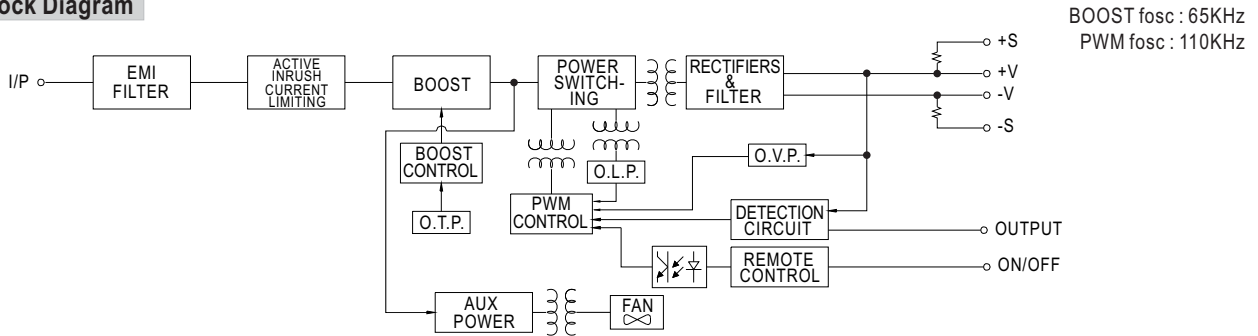 ock Diagram
BOOST fosc : 65KHz
PWM fosc : 110KHz
I/P
EMI
FILTER
ACTIVE
INRUSH
CURRENT
LIMITING
BOOST
POWER
SWITCH-
ING
RECTIFIERS
&
FILTER
+S
+V
-V
-S
BOOST
CONTROL
O.T.P.
O.L.P.
O.V.P.
PWM
CONTROL
DETECTION
CIRCUIT
OUTPUT
REMOTE
CONTROL
ON/OFF
AUX
POWER
FAN